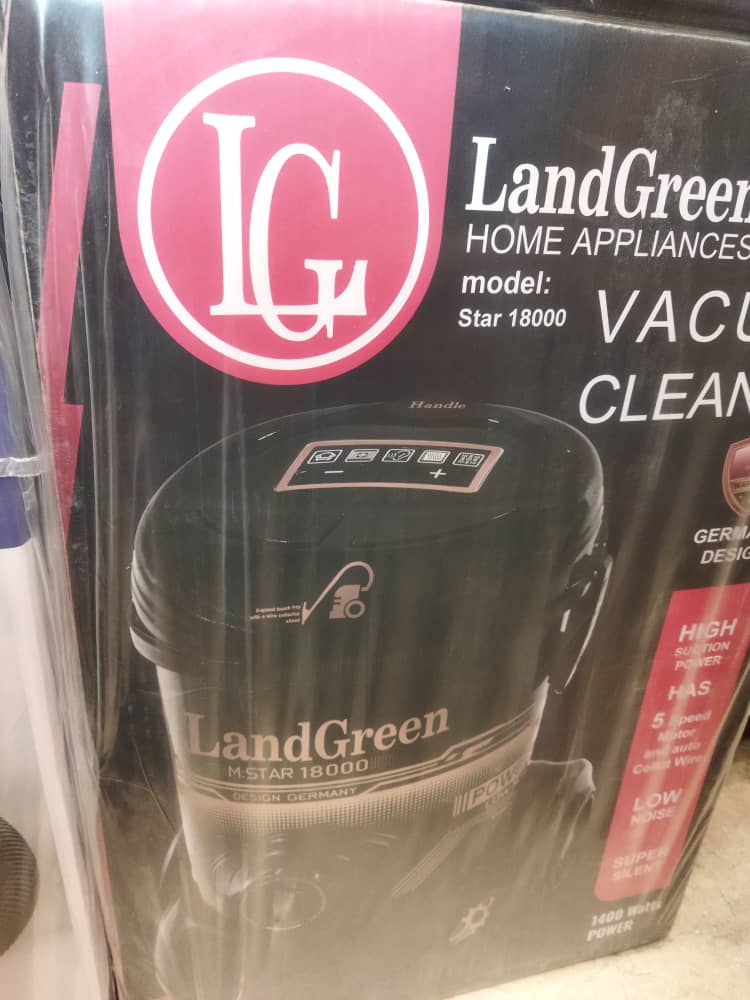 LG
LandGreen
HOME APPLIANCES
model:
Star 18000
VACU
CLEAN
Handle
GERMA
DESIG
HIGH
SUCTION
POWER
HAS
5 Speed
Motor
and auto
Collct Wire
LOW
NOISE
SUPER
SILENT
1400 Watts
POWER
LandGreen
M.STAR 18000
DESIGN GERMANY